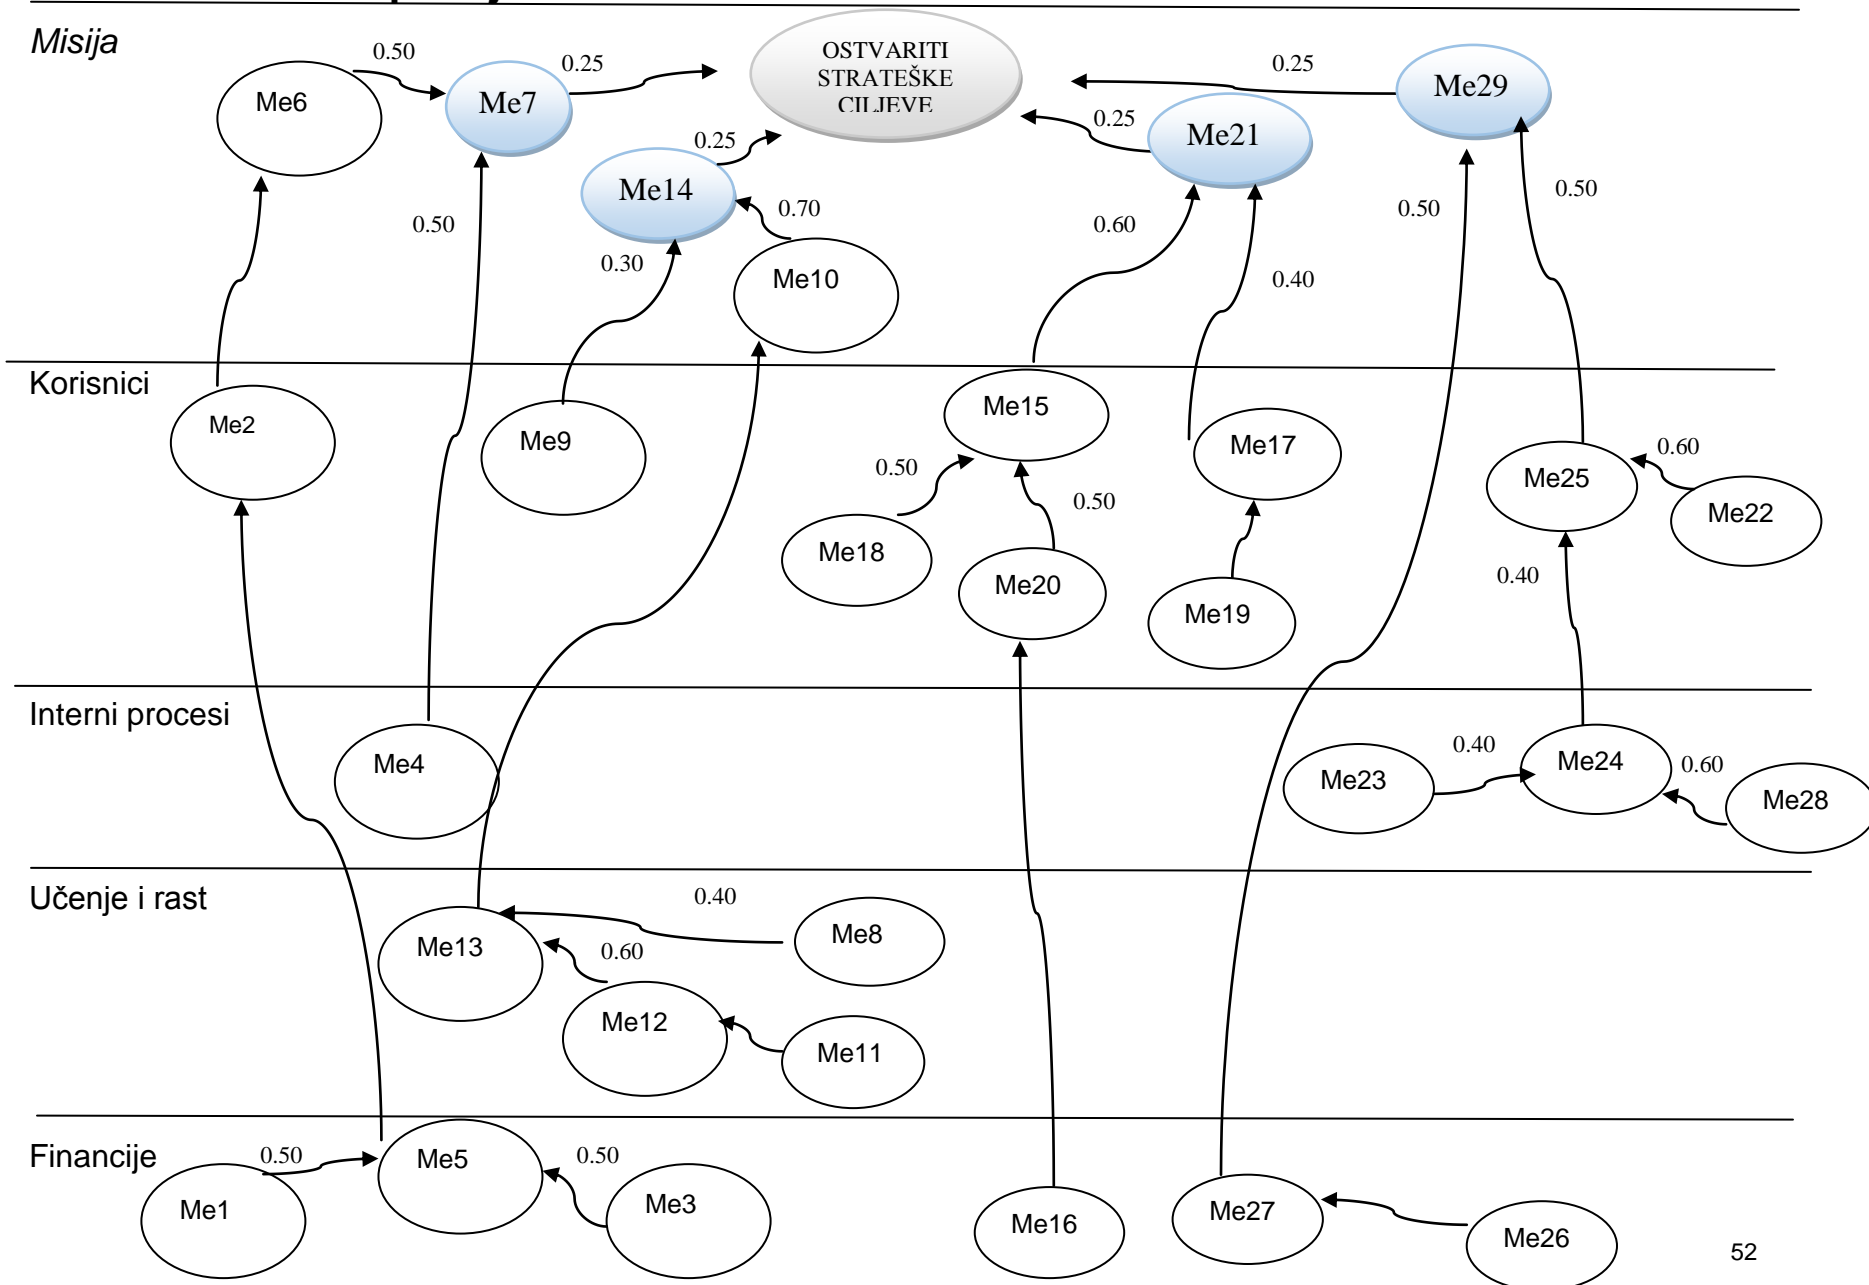 Misija
OSTVARITI
STRATEŠKE
CILJEVE
0.50
0.25
0.25
Me6
Me7
Me29
0.25
Me21
0.25
Me14
0.70
0.50
0.50
0.50
0.60
0.30
Me10
0.40
Korisnici
Me2
Me9
Me15
Me17
0.60
0.50
Me25
0.50
Me22
Me18
Me20
0.40
Me19
Interni procesi
Me4
0.40
Me24
0.60
Me23
Me28
Učenje i rast
0.40
Me8
Me13
0.60
Me12
Me11
Financije
0.50
Me5
0.50
Me1
Me3
Me16
Me27
Me26
52